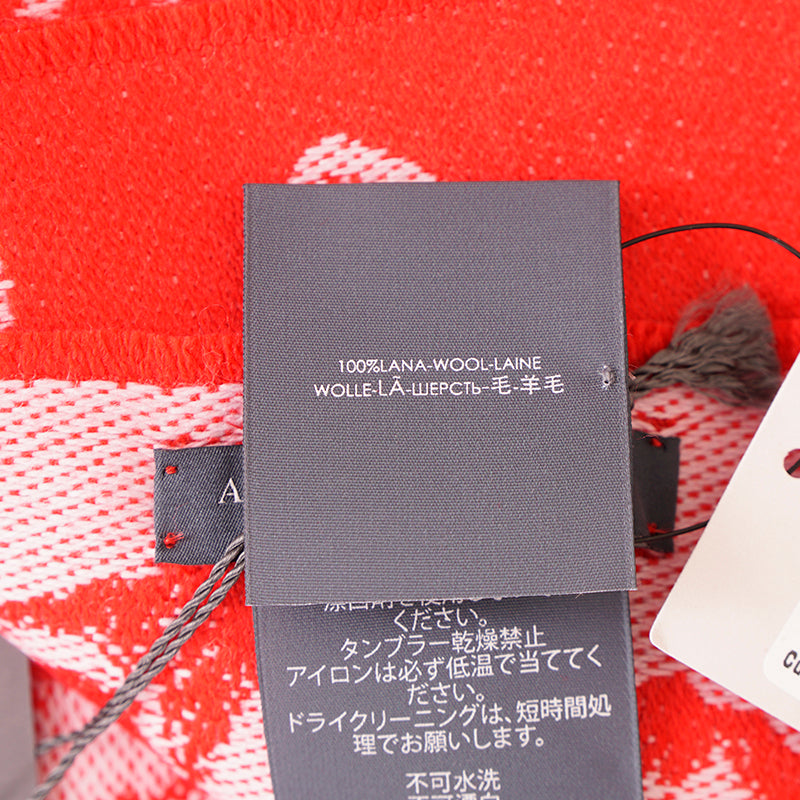 100%LANA-WOOL-LAINE
WOLLE-LÃ-ШЕРСТЬ-毛-羊毛
A
ください。
タンブラー乾燥禁止
アイロンは必ず低温で当ててく
ださい。
ドライクリーニングは、短時間処
理でお願いします。
不可水洗